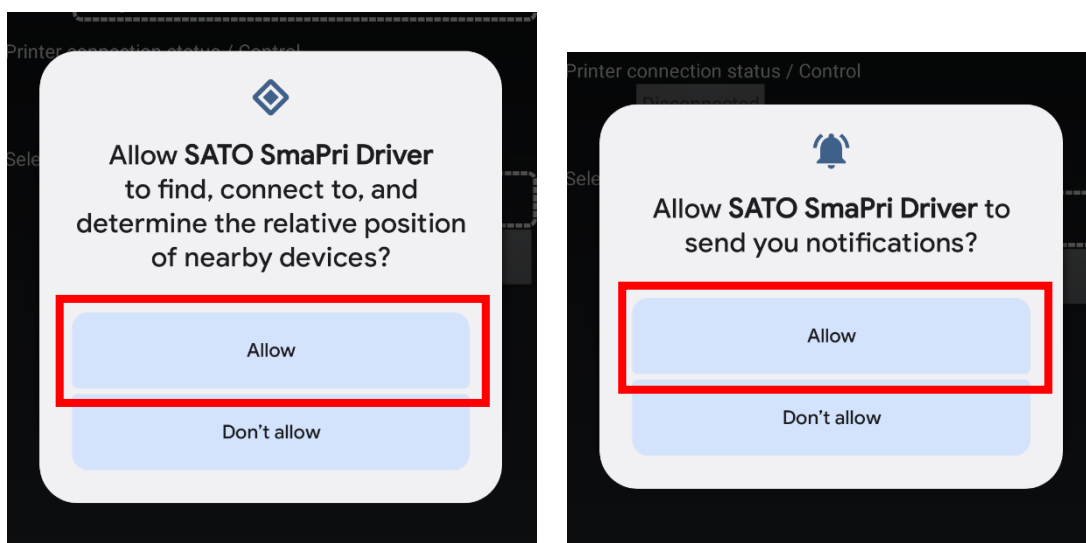 Printer connection status / Control
Sele
Allow SATO SmaPri Driver
to find, connect to, and
determine the relative position
of nearby devices?
Allow
Don't allow
Printer connection status / Control
Disconnected
Sele
Allow SATO SmaPri Driver to
send you notifications?
Allow
Don't allow